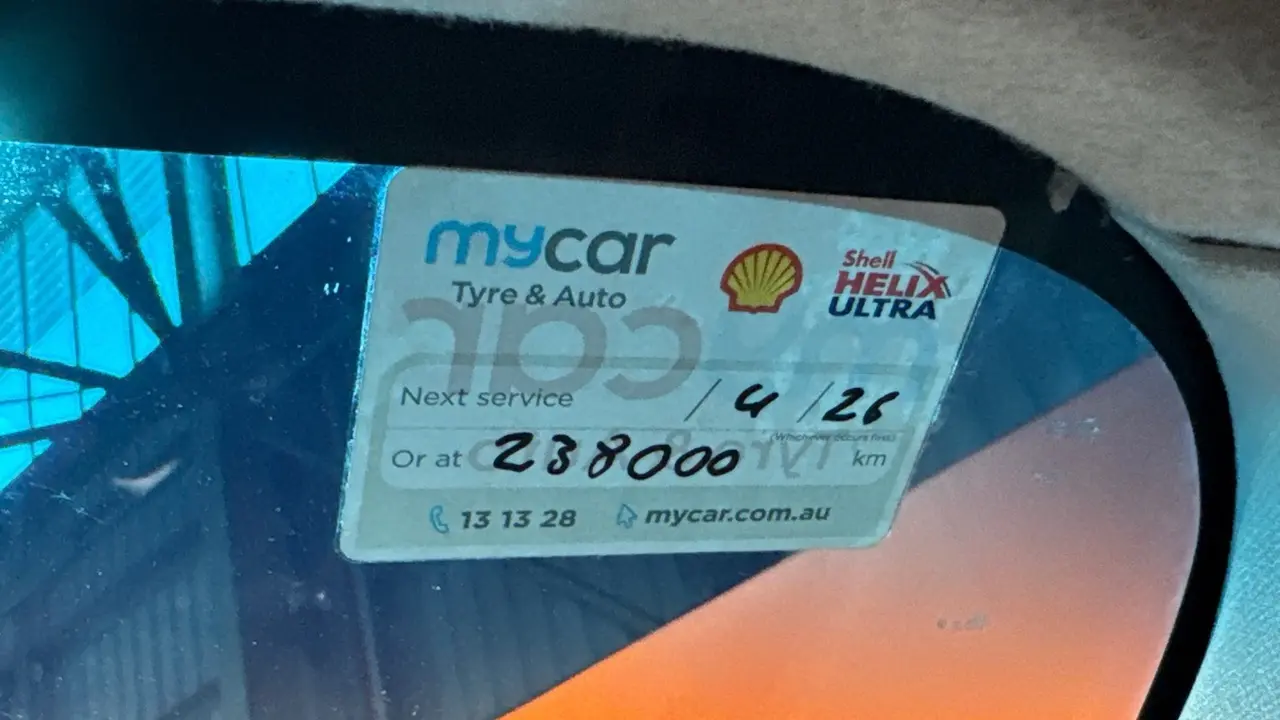 mycar
Tyre & Auto
Shell
HELIX
ULTRA
Next service / 4 / 26
(Whichever occurs first)
Or at 238000 km
13 13 28 mycar.com.au